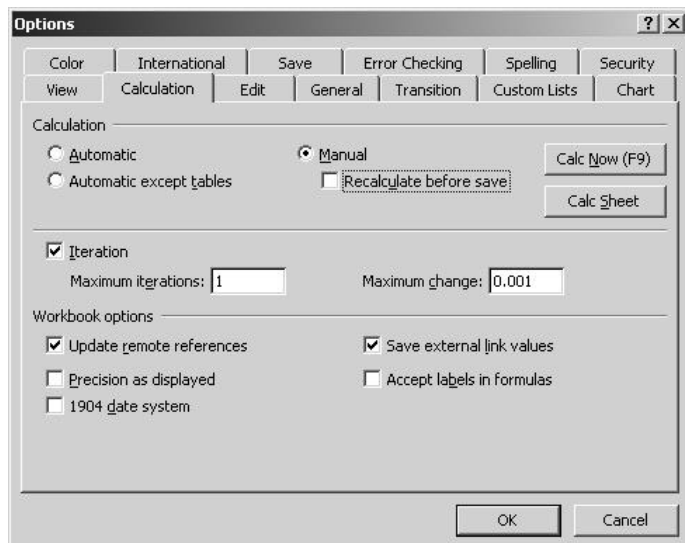 Options
Color International Save Error Checking Spelling Security
View Calculation Edit General Transition Custom Lists Chart
Calculation
Automatic Manual Calc Now (F9)
Automatic except tables Recalculate before save
Calc Sheet
Iteration
Maximum iterations: 1 Maximum change: 0.001
Workbook options
Update remote references Save external link values
Precision as displayed Accept labels in formulas
1904 date system
OK Cancel